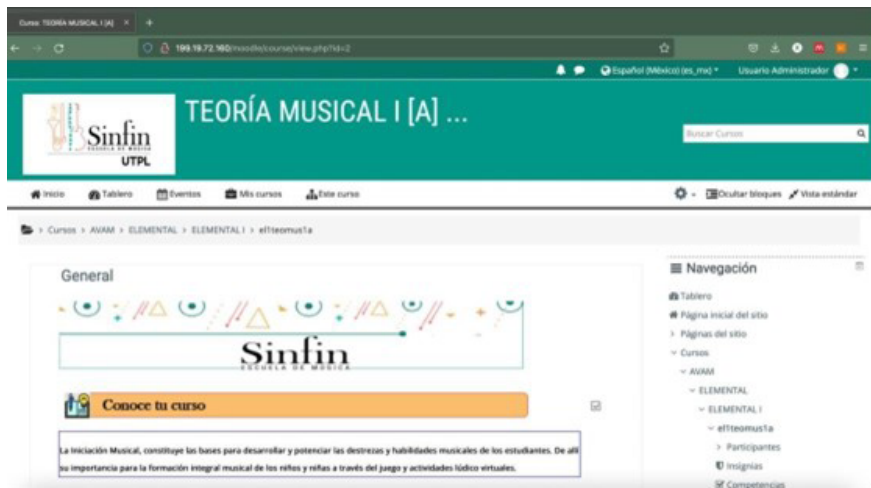 Curso: TEORÍA MUSICAL I [A]
199.19.72.160/moodle/course/view.php?id=2
Español (México) (es_mx)
Usuario Administrador
Sinfin
ESCUELA DE MÚSICA
UTPL
TEORÍA MUSICAL I [A] ...
Buscar Cursos
Inicio Tablero Eventos Mis cursos Este curso
Ocultar bloques Vista estándar
> Cursos > AVAM > ELEMENTAL > ELEMENTAL I > el1teomus1a
General
Sinfin
ESCUELA DE MÚSICA
Conoce tu curso
La Iniciación Musical, constituye las bases para desarrollar y potenciar las destrezas y habilidades musicales de los estudiantes. De allí
su importancia para la formación integral musical de los niños y niñas a través del juego y actividades lúdico virtuales.
Navegación
Tablero
Página inicial del sitio
Páginas del sitio
Cursos
AVAM
ELEMENTAL
ELEMENTAL I
el1teomus1a
Participantes
Insignias
Competencias